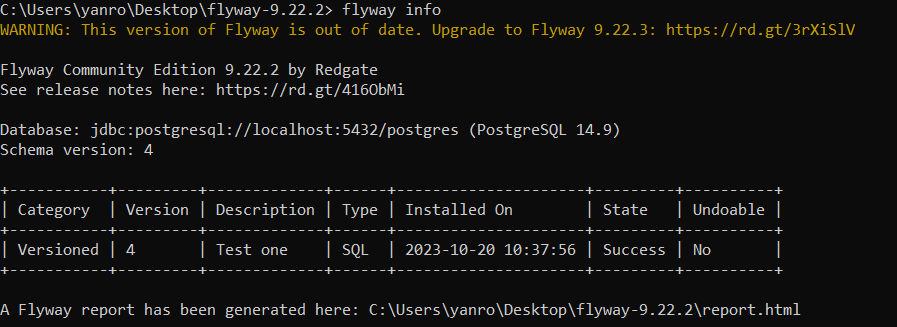 C:\Users\yanro\Desktop\flyway-9.22.2> flyway info
WARNING: This version of Flyway is out of date. Upgrade to Flyway 9.22.3: https://rd.gt/3rXiSlV
Flyway Community Edition 9.22.2 by Redgate
See release notes here: https://rd.gt/416ObMi
Database: jdbc:postgresql://localhost:5432/postgres (PostgreSQL 14.9)
Schema version: 4
+-----------+---------+-------------+------+---------------------+---------+----------+
| Category  | Version | Description | Type | Installed On        | State   | Undoable |
+-----------+---------+-------------+------+---------------------+---------+----------+
| Versioned | 4       | Test one    | SQL  | 2023-10-20 10:37:56 | Success | No       |
+-----------+---------+-------------+------+---------------------+---------+----------+
A Flyway report has been generated here: C:\Users\yanro\Desktop\flyway-9.22.2\report.html